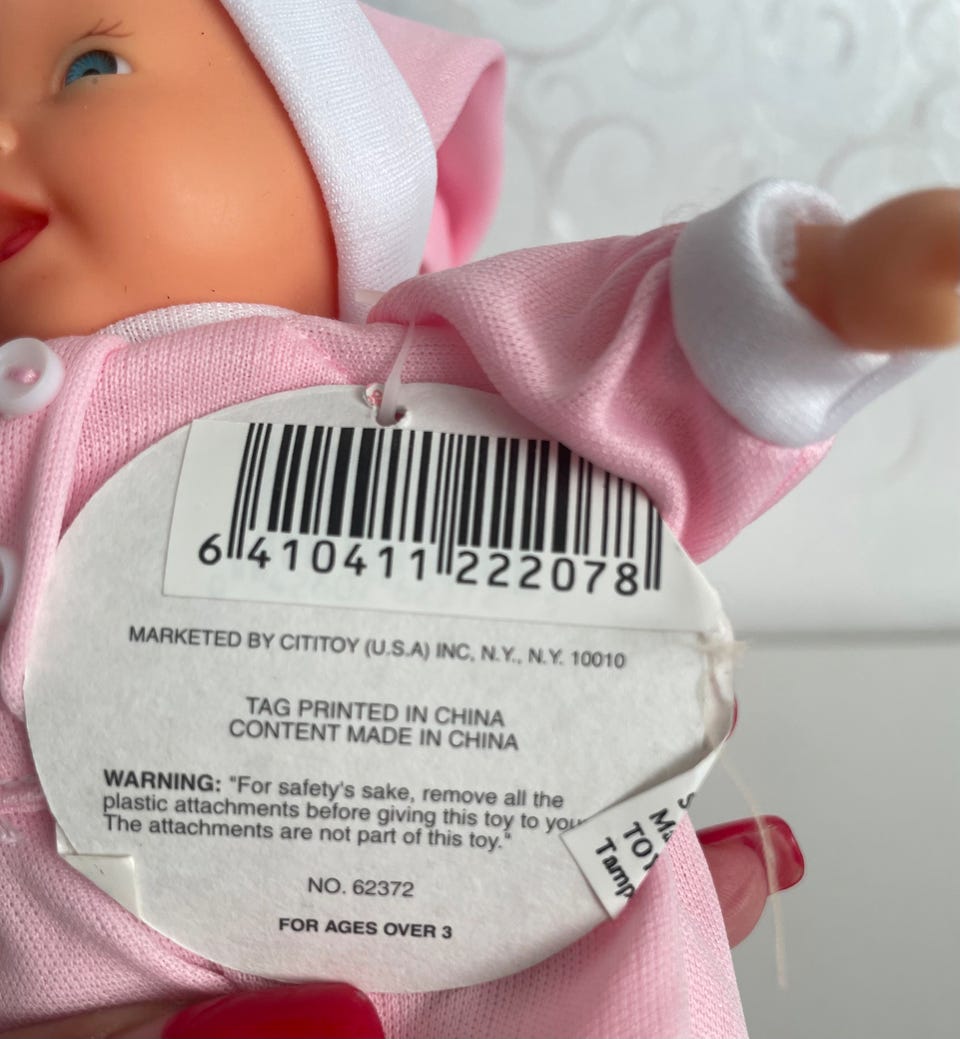 6 410411 222078
MARKETED BY CITITOY (U.S.A) INC, N.Y., N.Y. 10010
TAG PRINTED IN CHINA
CONTENT MADE IN CHINA
WARNING: "For safety's sake, remove all the
plastic attachments before giving this toy to
The attachments are not part of this toy."
NO. 62372
FOR AGES OVER 3